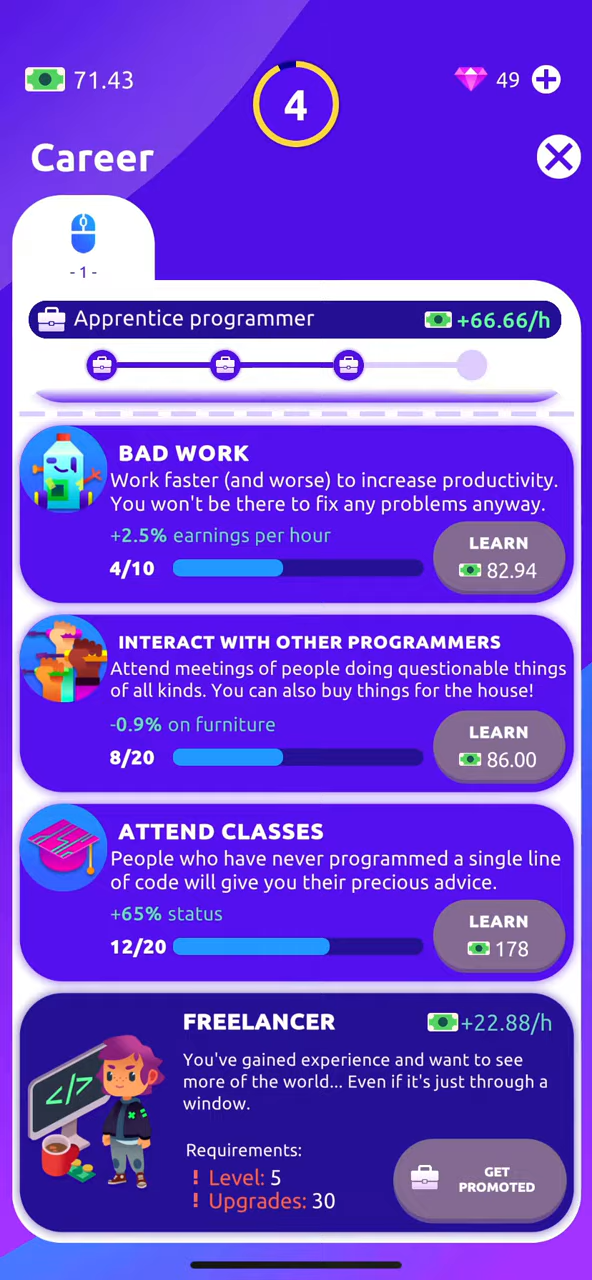 71.43
4
49
Career
- 1 -
Apprentice programmer
+66.66/h
BAD WORK
Work faster (and worse) to increase productivity.
You won't be there to fix any problems anyway.
+2.5% earnings per hour
LEARN
4/10
82.94
INTERACT WITH OTHER PROGRAMMERS
Attend meetings of people doing questionable things
of all kinds. You can also buy things for the house!
-0.9% on furniture
LEARN
8/20
86.00
ATTEND CLASSES
People who have never programmed a single line
of code will give you their precious advice.
+65% status
LEARN
12/20
178
FREELANCER
+22.88/h
You've gained experience and want to see
more of the world... Even if it's just through a
window.
</>
Requirements:
! Level: 5
! Upgrades: 30
GET
PROMOTED